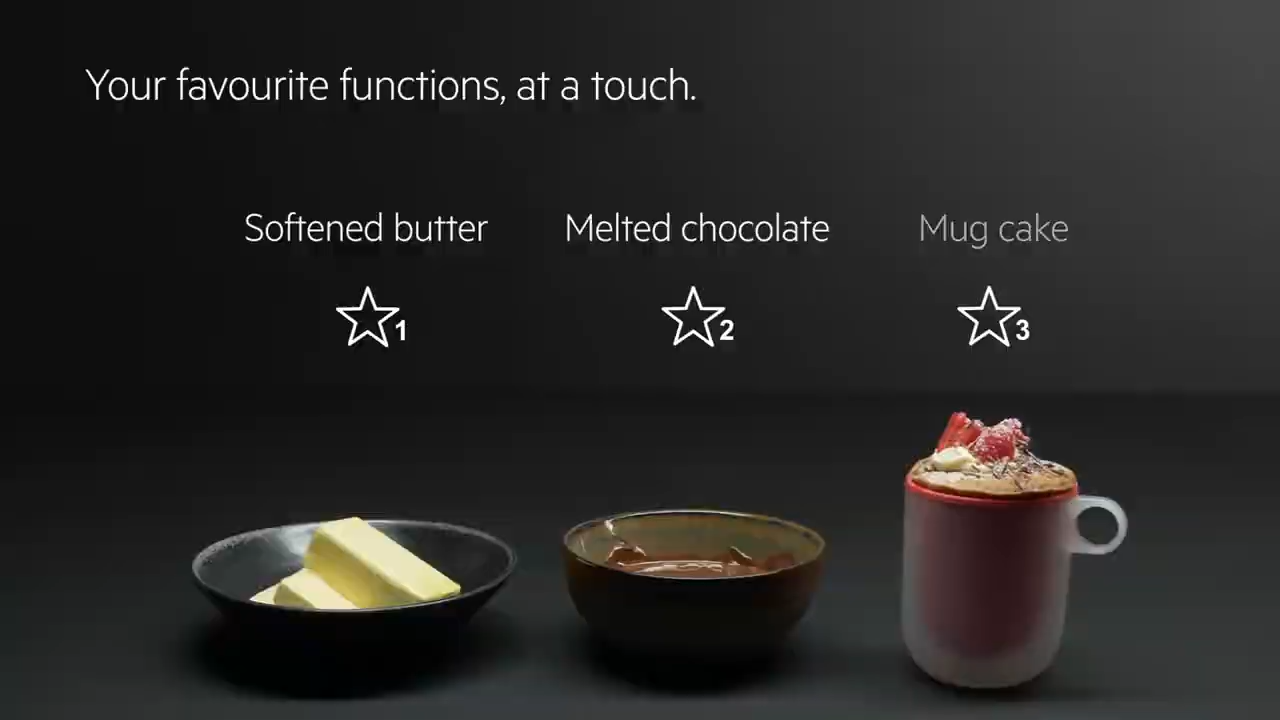 Your favourite functions, at a touch.
Softened butter Melted chocolate Mug cake
1 2 3